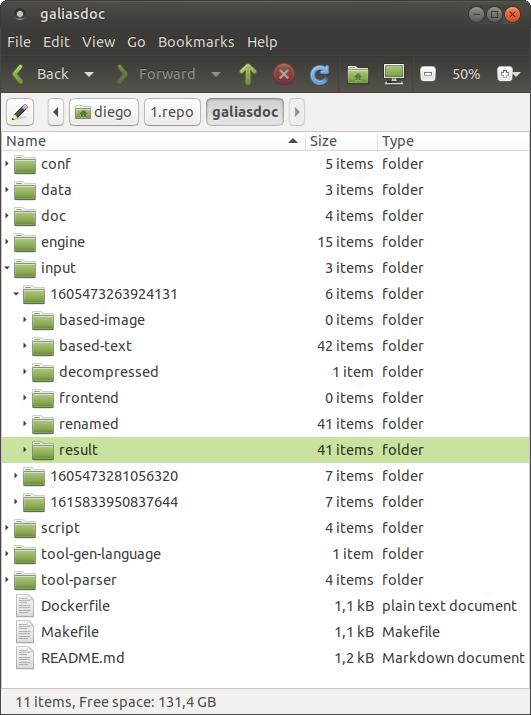 galiasdoc
File Edit View Go Bookmarks Help
Back Forward 50%
diego 1.repo galiasdoc
Name Size Type
conf 5 items folder
data 3 items folder
doc 4 items folder
engine 15 items folder
input 3 items folder
1605473263924131 6 items folder
based-image 0 items folder
based-text 42 items folder
decompressed 1 item folder
frontend 0 items folder
renamed 41 items folder
result 41 items folder
1605473281056320 7 items folder
1615833950837644 7 items folder
script 4 items folder
tool-gen-language 1 item folder
tool-parser 4 items folder
Dockerfile 1,1 kB plain text document
Makefile 1,1 kB Makefile
README.md 1,2 kB Markdown document
11 items, Free space: 131,4 GB